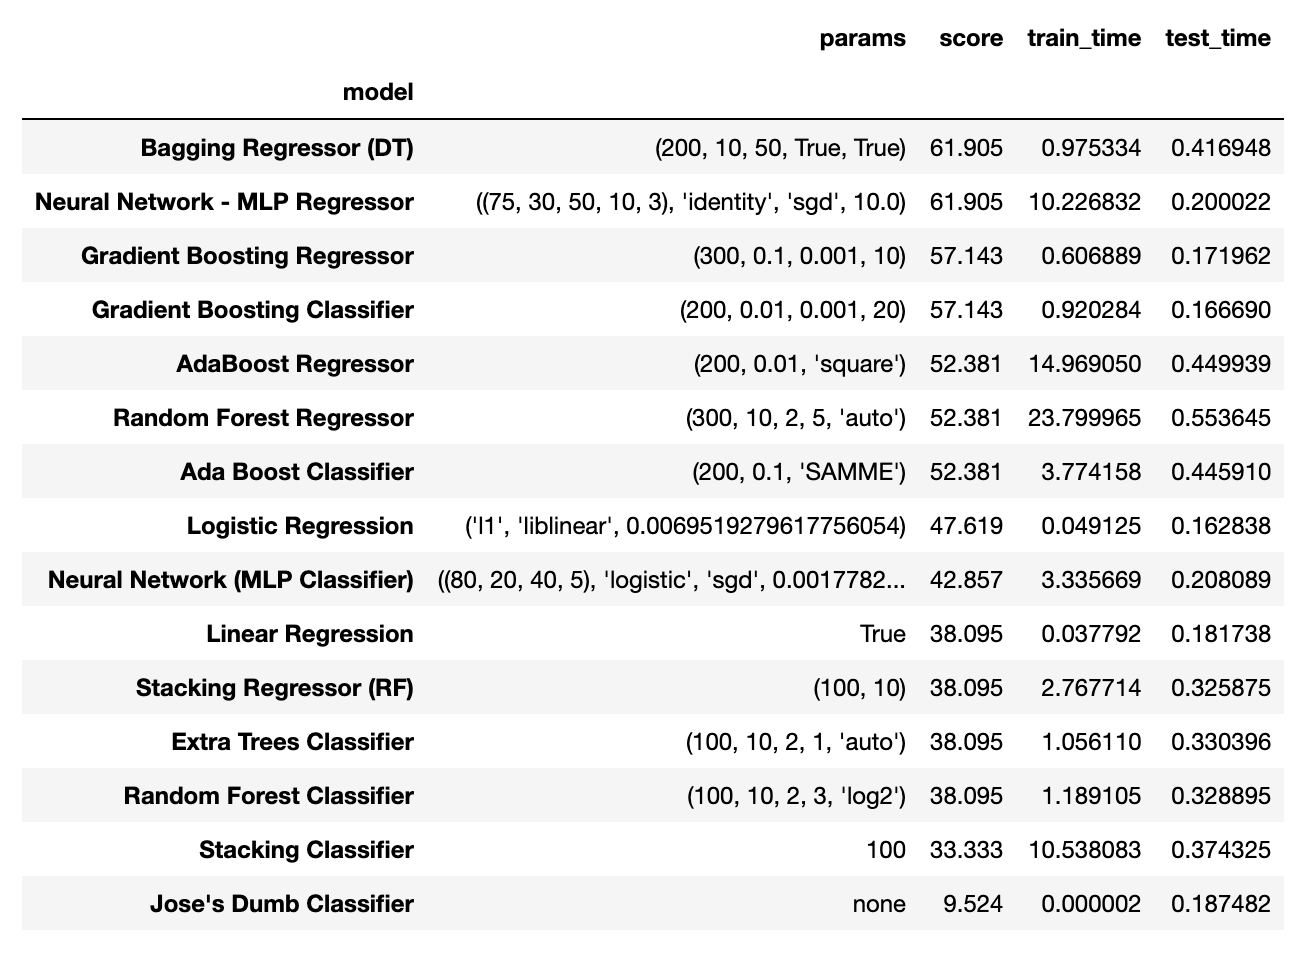 params score train_time test_time
model
Bagging Regressor (DT) (200, 10, 50, True, True) 61.905 0.975334 0.416948
Neural Network - MLP Regressor ((75, 30, 50, 10, 3), 'identity', 'sgd', 10.0) 61.905 10.226832 0.200022
Gradient Boosting Regressor (300, 0.1, 0.001, 10) 57.143 0.606889 0.171962
Gradient Boosting Classifier (200, 0.01, 0.001, 20) 57.143 0.920284 0.166690
AdaBoost Regressor (200, 0.01, 'square') 52.381 14.969050 0.449939
Random Forest Regressor (300, 10, 2, 5, 'auto') 52.381 23.799965 0.553645
Ada Boost Classifier (200, 0.1, 'SAMME') 52.381 3.774158 0.445910
Logistic Regression ('l1', 'liblinear', 0.0069519279617756054) 47.619 0.049125 0.162838
Neural Network (MLP Classifier) ((80, 20, 40, 5), 'logistic', 'sgd', 0.0017782... 42.857 3.335669 0.208089
Linear Regression True 38.095 0.037792 0.181738
Stacking Regressor (RF) (100, 10) 38.095 2.767714 0.325875
Extra Trees Classifier (100, 10, 2, 1, 'auto') 38.095 1.056110 0.330396
Random Forest Classifier (100, 10, 2, 3, 'log2') 38.095 1.189105 0.328895
Stacking Classifier 100 33.333 10.538083 0.374325
Jose's Dumb Classifier none 9.524 0.000002 0.187482